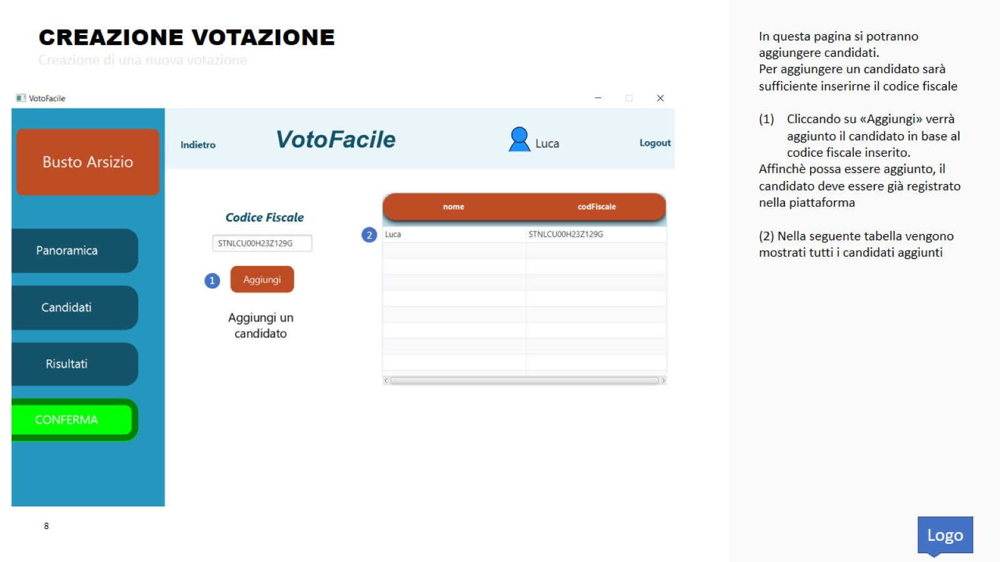 CREAZIONE VOTAZIONE
Creazione di una nuova votazione
VotoFacile
Busto Arsizio
Indietro
VotoFacile
Luca
Logout
Panoramica
Candidati
Risultati
CONFERMA
Codice Fiscale
STNLCU00H23Z129G
1
Aggiungi
Aggiungi un
candidato
2
nome codFiscale
Luca STNLCU00H23Z129G
In questa pagina si potranno
aggiungere candidati.
Per aggiungere un candidato sarà
sufficiente inserirne il codice fiscale
(1) Cliccando su «Aggiungi» verrà
aggiunto il candidato in base al
codice fiscale inserito.
Affinchè possa essere aggiunto, il
candidato deve essere già registrato
nella piattaforma
(2) Nella seguente tabella vengono
mostrati tutti i candidati aggiunti
8
Logo